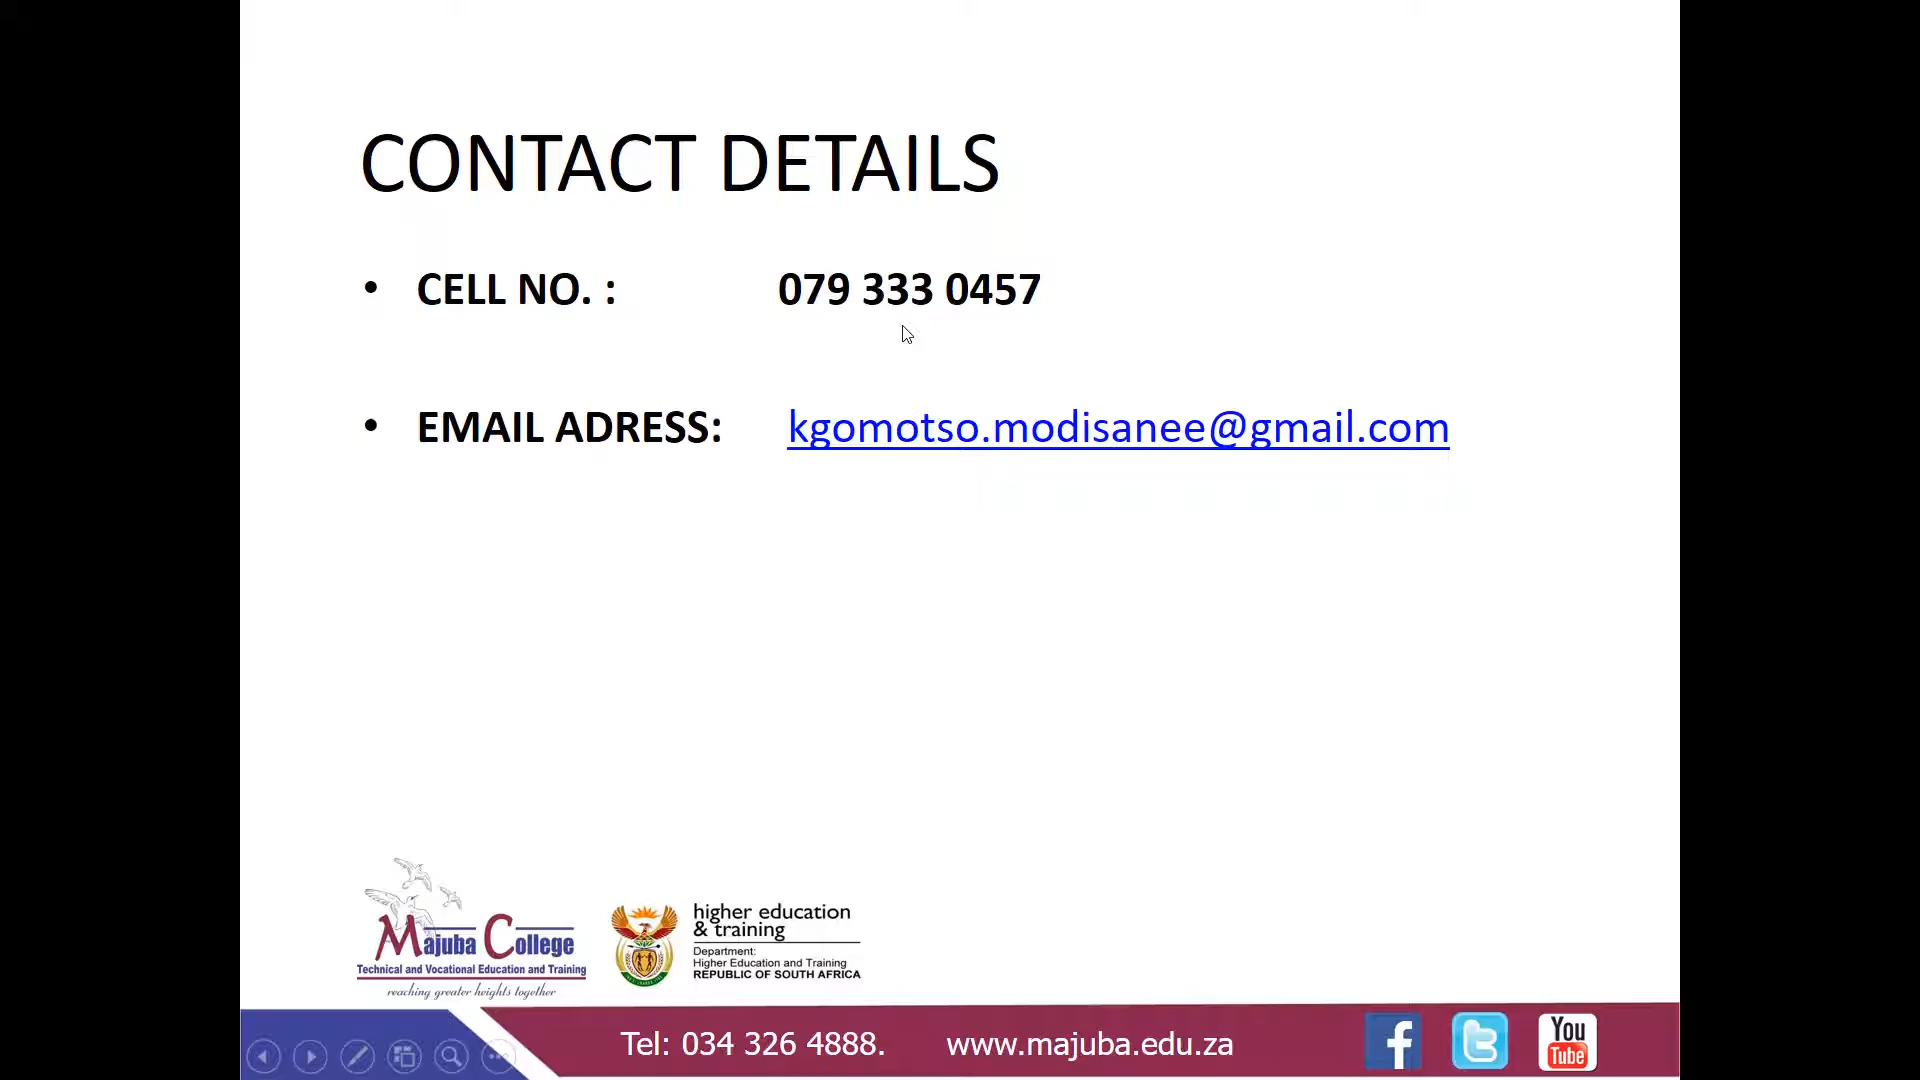 CONTACT DETAILS
• CELL NO. : 079 333 0457
• EMAIL ADRESS: kgomotso.modisanee@gmail.com
Majuba College
Technical and Vocational Education and Training
reaching greater heights together
higher education
& training
Department:
Higher Education and Training
REPUBLIC OF SOUTH AFRICA
Tel: 034 326 4888. www.majuba.edu.za
You
Tube